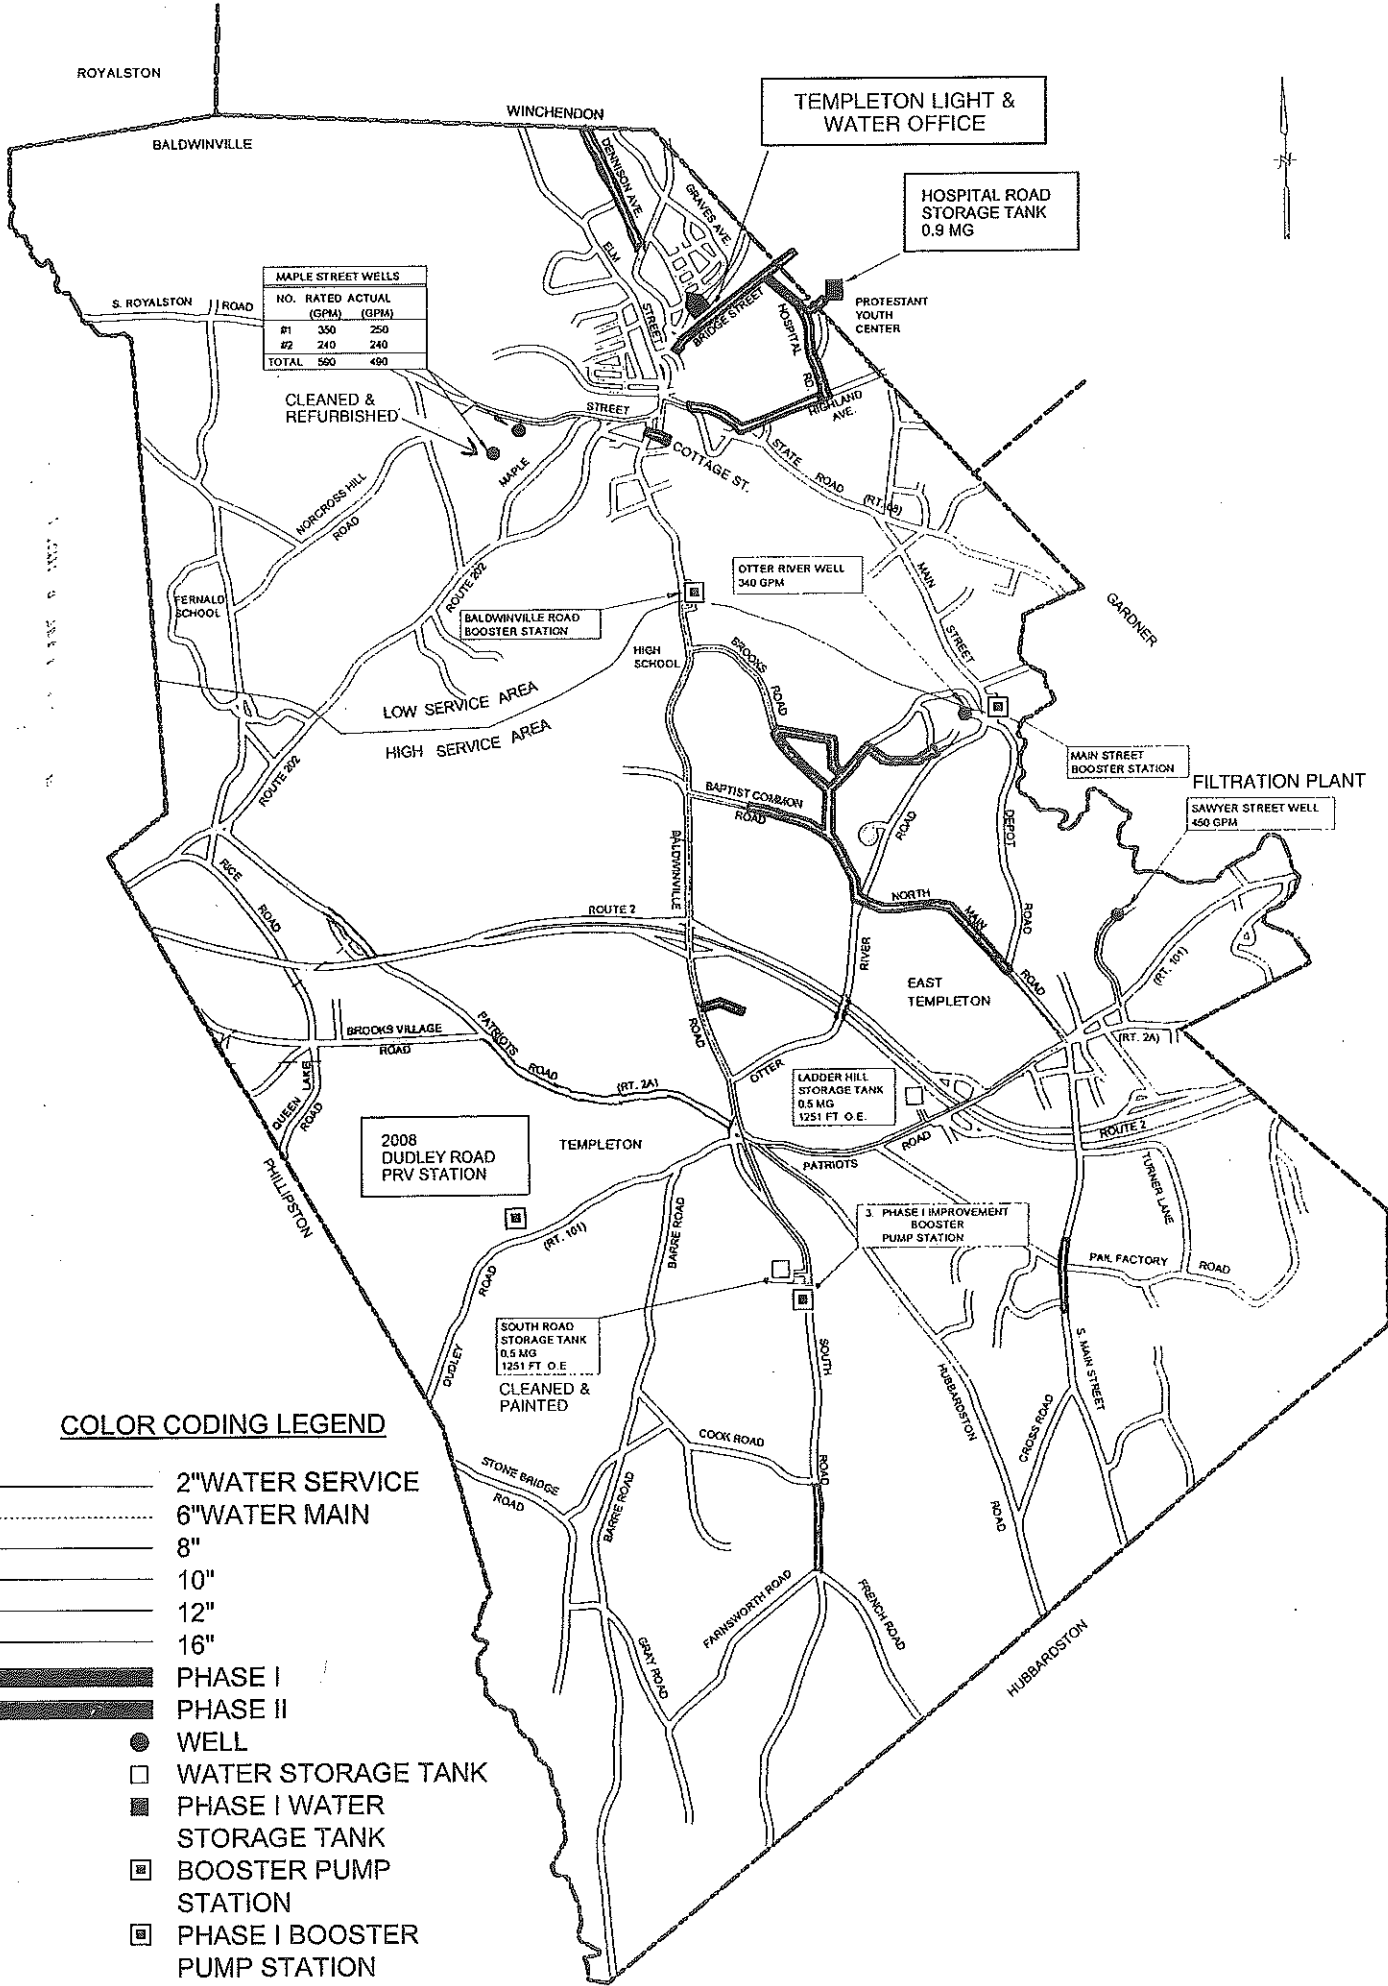 ROYALSTON
WINCHENDON
BALDWINVILLE
TEMPLETON LIGHT &
WATER OFFICE
HOSPITAL ROAD
STORAGE TANK
0.9 MG
DENNISON AVE.
GRAVES AVE.
ELM
STREET
BRIDGE STREET
HOSPITAL
RD.
PROTESTANT
YOUTH
CENTER
MAPLE STREET WELLS
NO. RATED ACTUAL
(GPM) (GPM)
#1 350 250
#2 240 240
TOTAL 590 490
S. ROYALSTON
ROAD
CLEANED &
REFURBISHED
STREET
HIGHLAND
AVE.
MAPLE
COTTAGE ST.
STATE
ROAD
NORCROSS HILL
ROAD
OTTER RIVER WELL
340 GPM
MAIN
STREET
GARDNER
FERNALD
SCHOOL
ROUTE 202
BALDWINVILLE ROAD
BOOSTER STATION
HIGH
SCHOOL
BROOKS
ROAD
LOW SERVICE AREA
HIGH SERVICE AREA
MAIN STREET
BOOSTER STATION
FILTRATION PLANT
SAWYER STREET WELL
450 GPM
ROUTE 202
BAPTIST COMMON
ROAD
ROAD
DEPOT
BALDWINVILLE
RICE
ROAD
NORTH
MAIN
ROAD
ROUTE 2
RIVER
ROAD
(RT. 101)
EAST
TEMPLETON
BROOKS VILLAGE
ROAD
PATRIOTS
ROAD
(RT. 2A)
ROAD
OTTER
(RT. 2A)
QUEEN
LAKE
ROAD
LADDER HILL
STORAGE TANK
0.5 MG
1251 FT O.E.
2008
DUDLEY ROAD
PRV STATION
TEMPLETON
PATRIOTS
ROAD
ROUTE 2
TURNER LANE
PHILLIPSTON
(RT. 101)
BARRE ROAD
3. PHASE I IMPROVEMENT
BOOSTER
PUMP STATION
PAIL FACTORY
ROAD
ROAD
DUDLEY
SOUTH ROAD
STORAGE TANK
0.5 MG
1251 FT O.E
CLEANED &
PAINTED
SOUTH
ROAD
HUBBARDSTON
ROAD
S. MAIN STREET
CROSS ROAD
COOK ROAD
STONE BRIDGE
ROAD
BARRE ROAD
FARNSWORTH ROAD
FRENCH ROAD
GRAY ROAD
HUBBARDSTON
COLOR CODING LEGEND
2"WATER SERVICE
6"WATER MAIN
8"
10"
12"
16"
PHASE I
PHASE II
WELL
WATER STORAGE TANK
PHASE I WATER
STORAGE TANK
BOOSTER PUMP
STATION
PHASE I BOOSTER
PUMP STATION